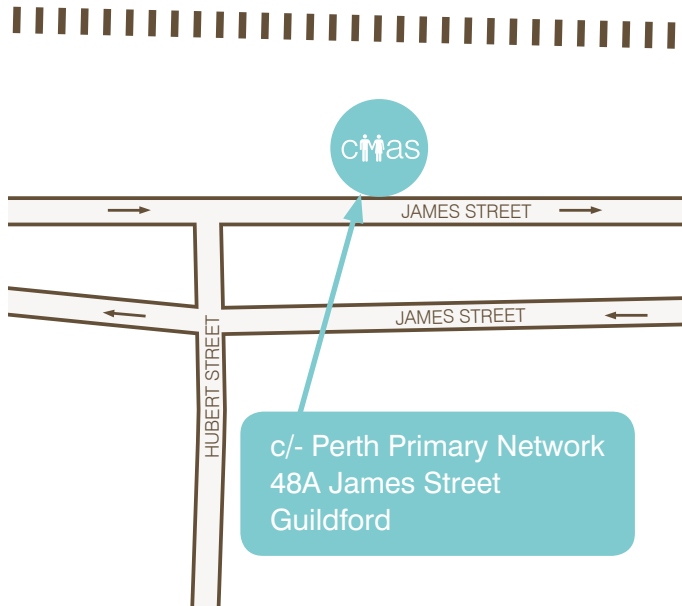 cmas
JAMES STREET
JAMES STREET
HUBERT STREET
c/- Perth Primary Network
48A James Street
Guildford